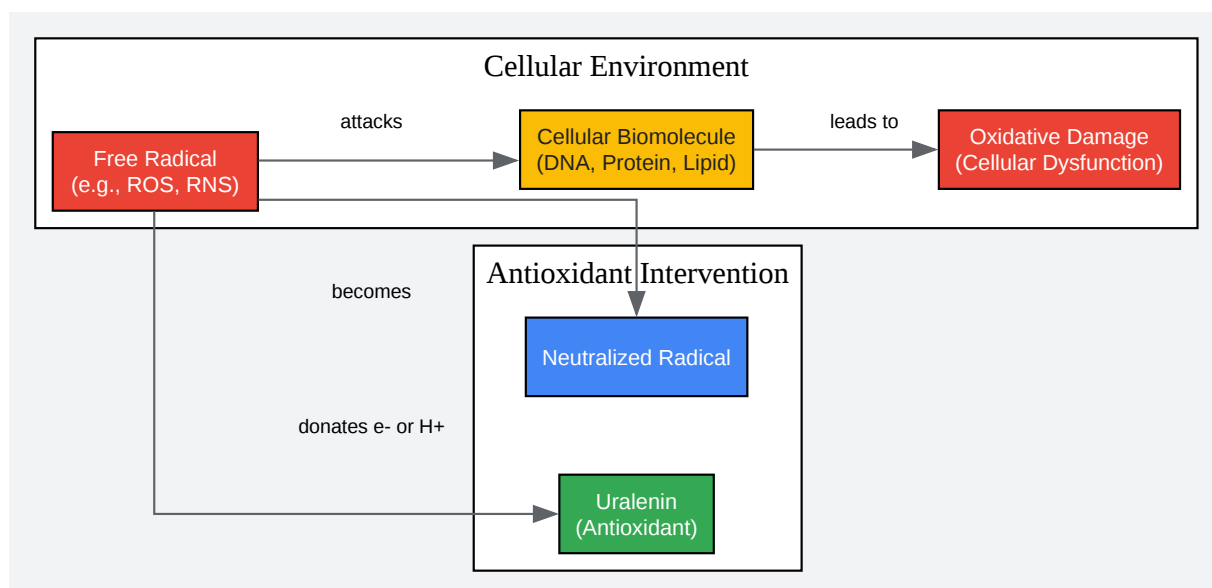 Cellular Environment
attacks
leads to
Free Radical
(e.g., ROS, RNS)
Cellular Biomolecule
(DNA, Protein, Lipid)
Oxidative Damage
(Cellular Dysfunction)
Antioxidant Intervention
becomes
Neutralized Radical
donates e- or H+
Uralenin
(Antioxidant)